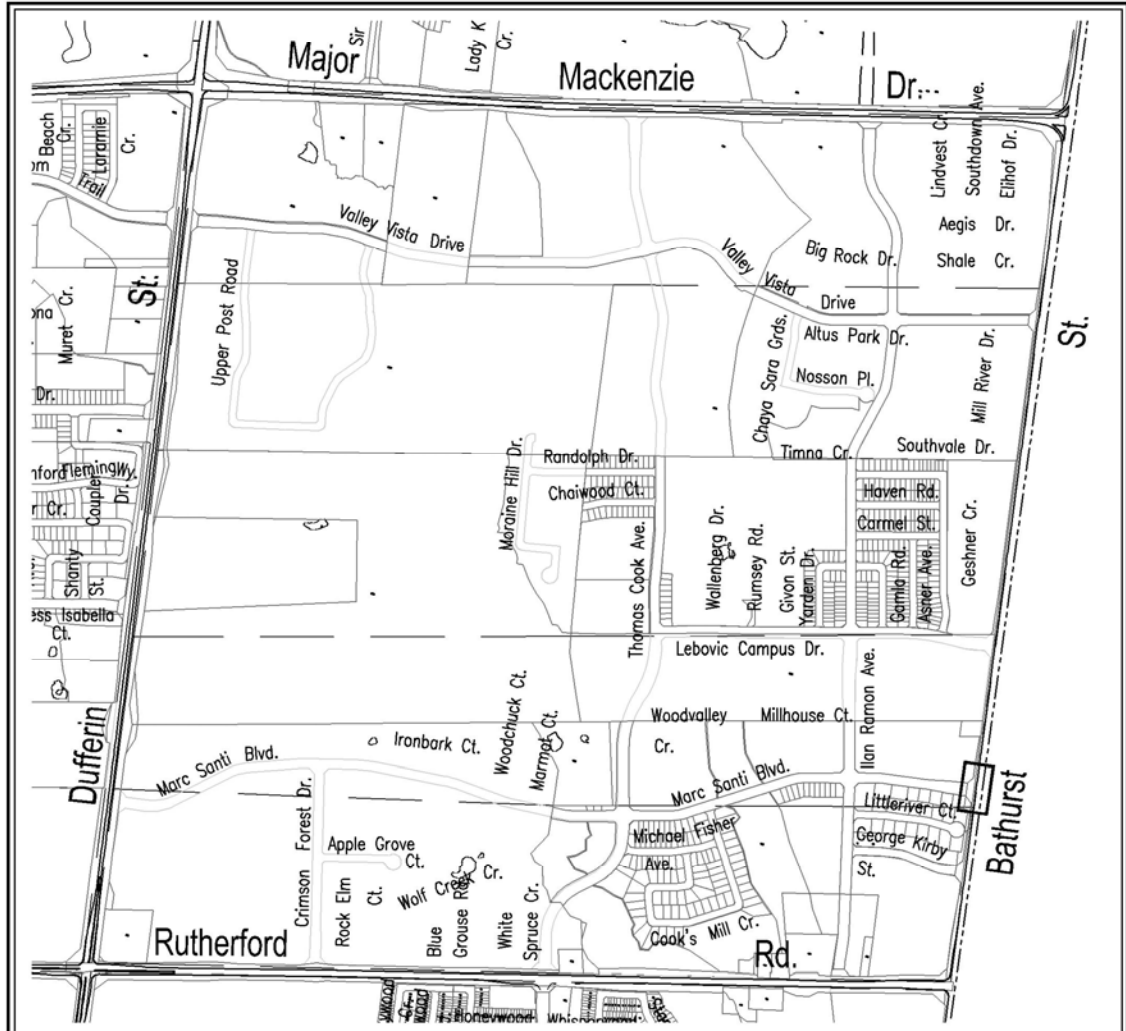 Major
Mackenzie
Dr.
Sir
Lady K
Cr.
Beach
Cr.
Laramie
Cr.
Trail
Lindvest Cr.
Southdown Ave.
Elihof Dr.
Aegis Dr.
Shale Cr.
Valley Vista Drive
Big Rock Dr.
Valley Vista Drive
St.
Upper Post Road
Muret
Cr.
Dr.
Altus Park Dr.
Chaya Sara Grds.
Nosson Pl.
Mill River Dr.
St.
Timna Cr.
Southvale Dr.
Moraine Hill Dr.
Randolph Dr.
Chaiwood Ct.
Fleming Wy.
Coupler
Dr.
Cr.
Haven Rd.
Carmel St.
Geshner Cr.
Thomas Cook Ave.
Wallenberg Dr.
Rumsey Rd.
Givon St.
Yarden Dr.
Gamla Rd.
Asner Ave.
Shanty
St.
ess Isabella
Ct.
Lebovic Campus Dr.
Ilan Ramon Ave.
Woodchuck Ct.
Marmot Ct.
Woodvalley
Cr.
Millhouse Ct.
Dufferin
Marc Santi Blvd.
Ironbark Ct.
Marc Santi Blvd.
Littleriver Ct.
Bathurst
Crimson Forest Dr.
Apple Grove
Ct.
Michael Fisher
Ave.
George Kirby
St.
Rock Elm
Ct.
Wolf Creek Cr.
Blue
Grouse Rd.
White
Spruce Cr.
Cook's Mill Cr.
Rutherford
Rd.
Honeywood